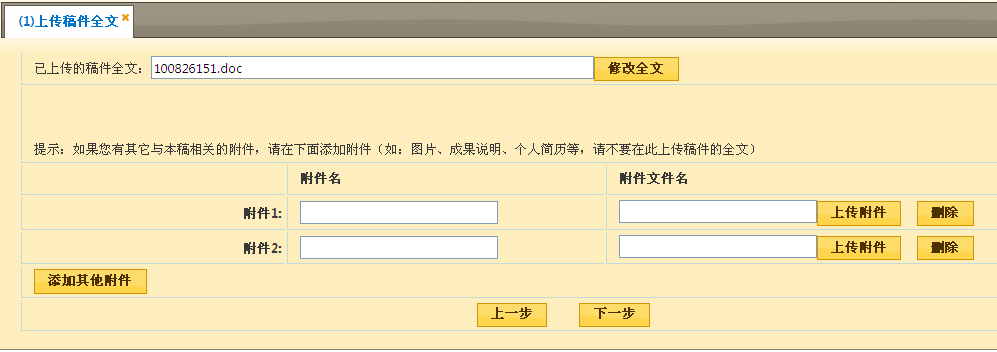 (1)上传稿件全文
已上传的稿件全文：100826151.doc 修改全文
提示：如果您有其它与本稿相关的附件，请在下面添加附件（如：图片、成果说明、个人简历等，请不要在此上传稿件的全文）
附件名 附件文件名
附件1: 上传附件 删除
附件2: 上传附件 删除
添加其他附件
上一步 下一步